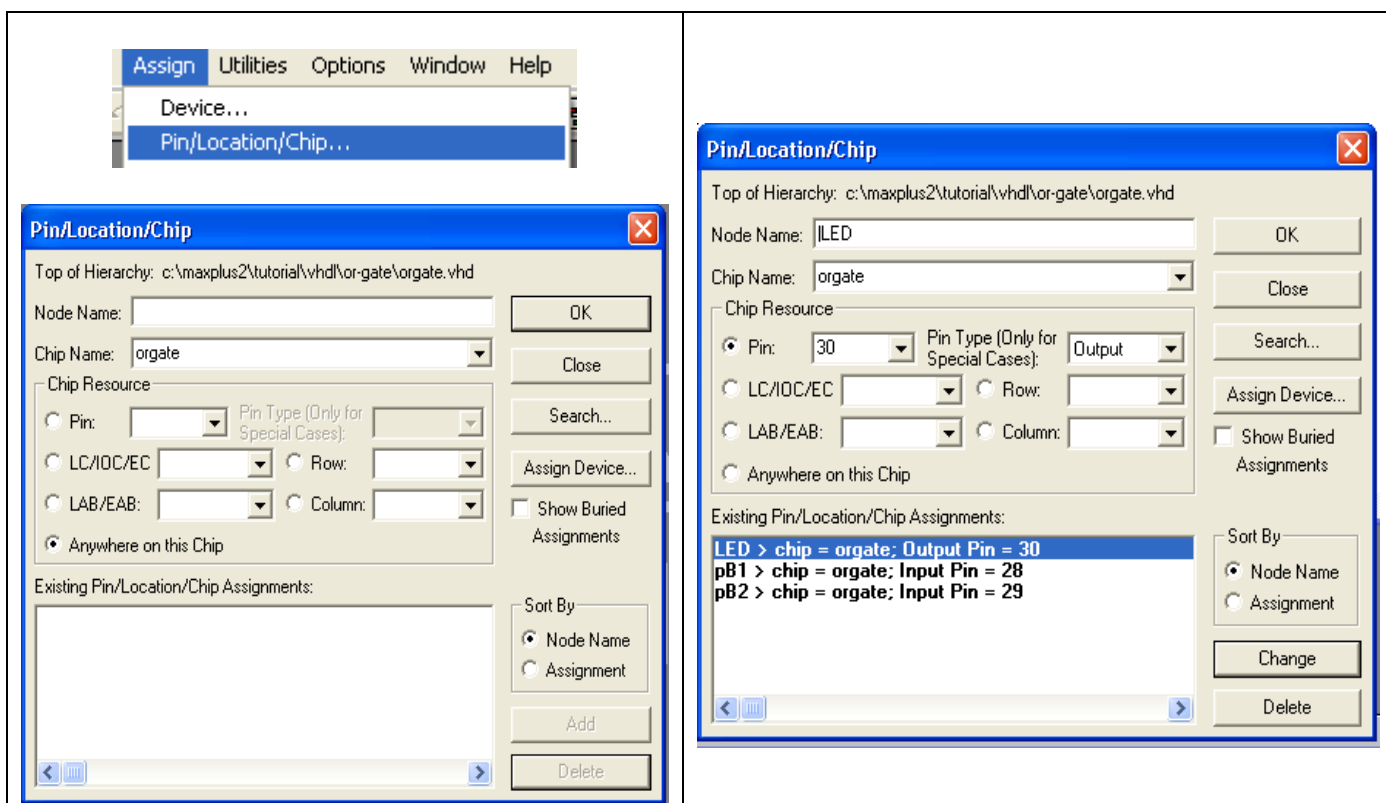 Assign Utilities Options Window Help
Device...
Pin/Location/Chip...
Pin/Location/Chip
Top of Hierarchy: c:\maxplus2\tutorial\vhdl\or-gate\orgate.vhd
Node Name:
OK
Chip Name: orgate
Close
Chip Resource
Pin:
Pin Type (Only for
Special Cases):
Search...
LC/IOC/EC
Row:
Assign Device...
LAB/EAB:
Column:
Show Buried
Assignments
Anywhere on this Chip
Existing Pin/Location/Chip Assignments:
Sort By
Node Name
Assignment
Add
Delete
Pin/Location/Chip
Top of Hierarchy: c:\maxplus2\tutorial\vhdl\or-gate\orgate.vhd
Node Name: LED
OK
Chip Name: orgate
Close
Chip Resource
Pin: 30
Pin Type (Only for
Special Cases):
Output
Search...
LC/IOC/EC
Row:
Assign Device...
LAB/EAB:
Column:
Show Buried
Assignments
Anywhere on this Chip
Existing Pin/Location/Chip Assignments:
LED > chip = orgate; Output Pin = 30
pB1 > chip = orgate; Input Pin = 28
pB2 > chip = orgate; Input Pin = 29
Sort By
Node Name
Assignment
Change
Delete